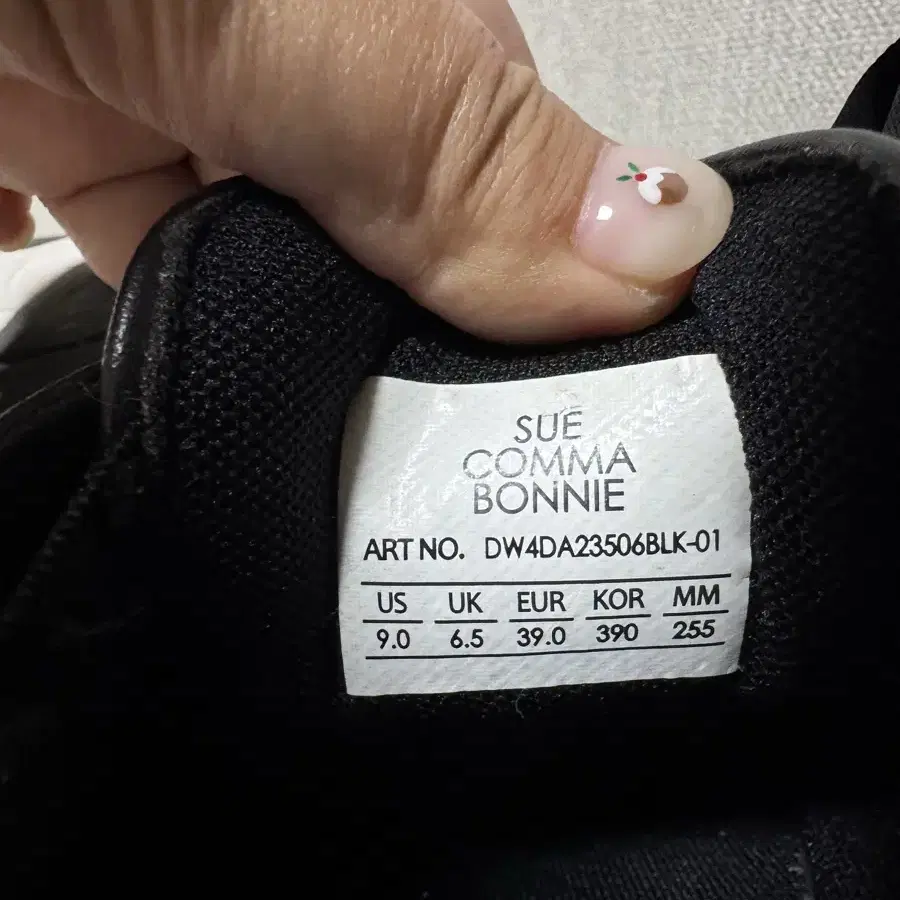 SUE
COMMA
BONNIE
ART NO. DW4DA23506BLK-01
US UK EUR KOR MM
9.0 6.5 39.0 390 255